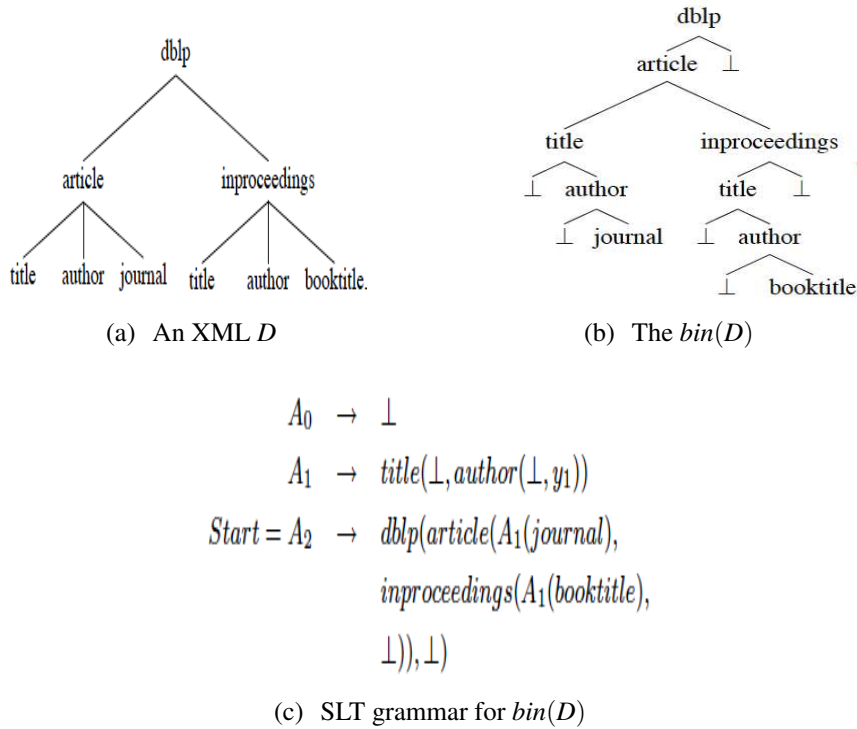 dblp
article inproceedings
title author journal title author booktitle.
(a) An XML D
dblp
article ⊥
title inproceedings
⊥ author title ⊥
⊥ journal ⊥ author
⊥ booktitle
(b) The bin(D)
A₀ → ⊥
A₁ → title(⊥,author(⊥,y₁))
Start = A₂ → dblp(article(A₁(journal),
inproceedings(A₁(booktitle),
⊥)),⊥)
(c) SLT grammar for bin(D)